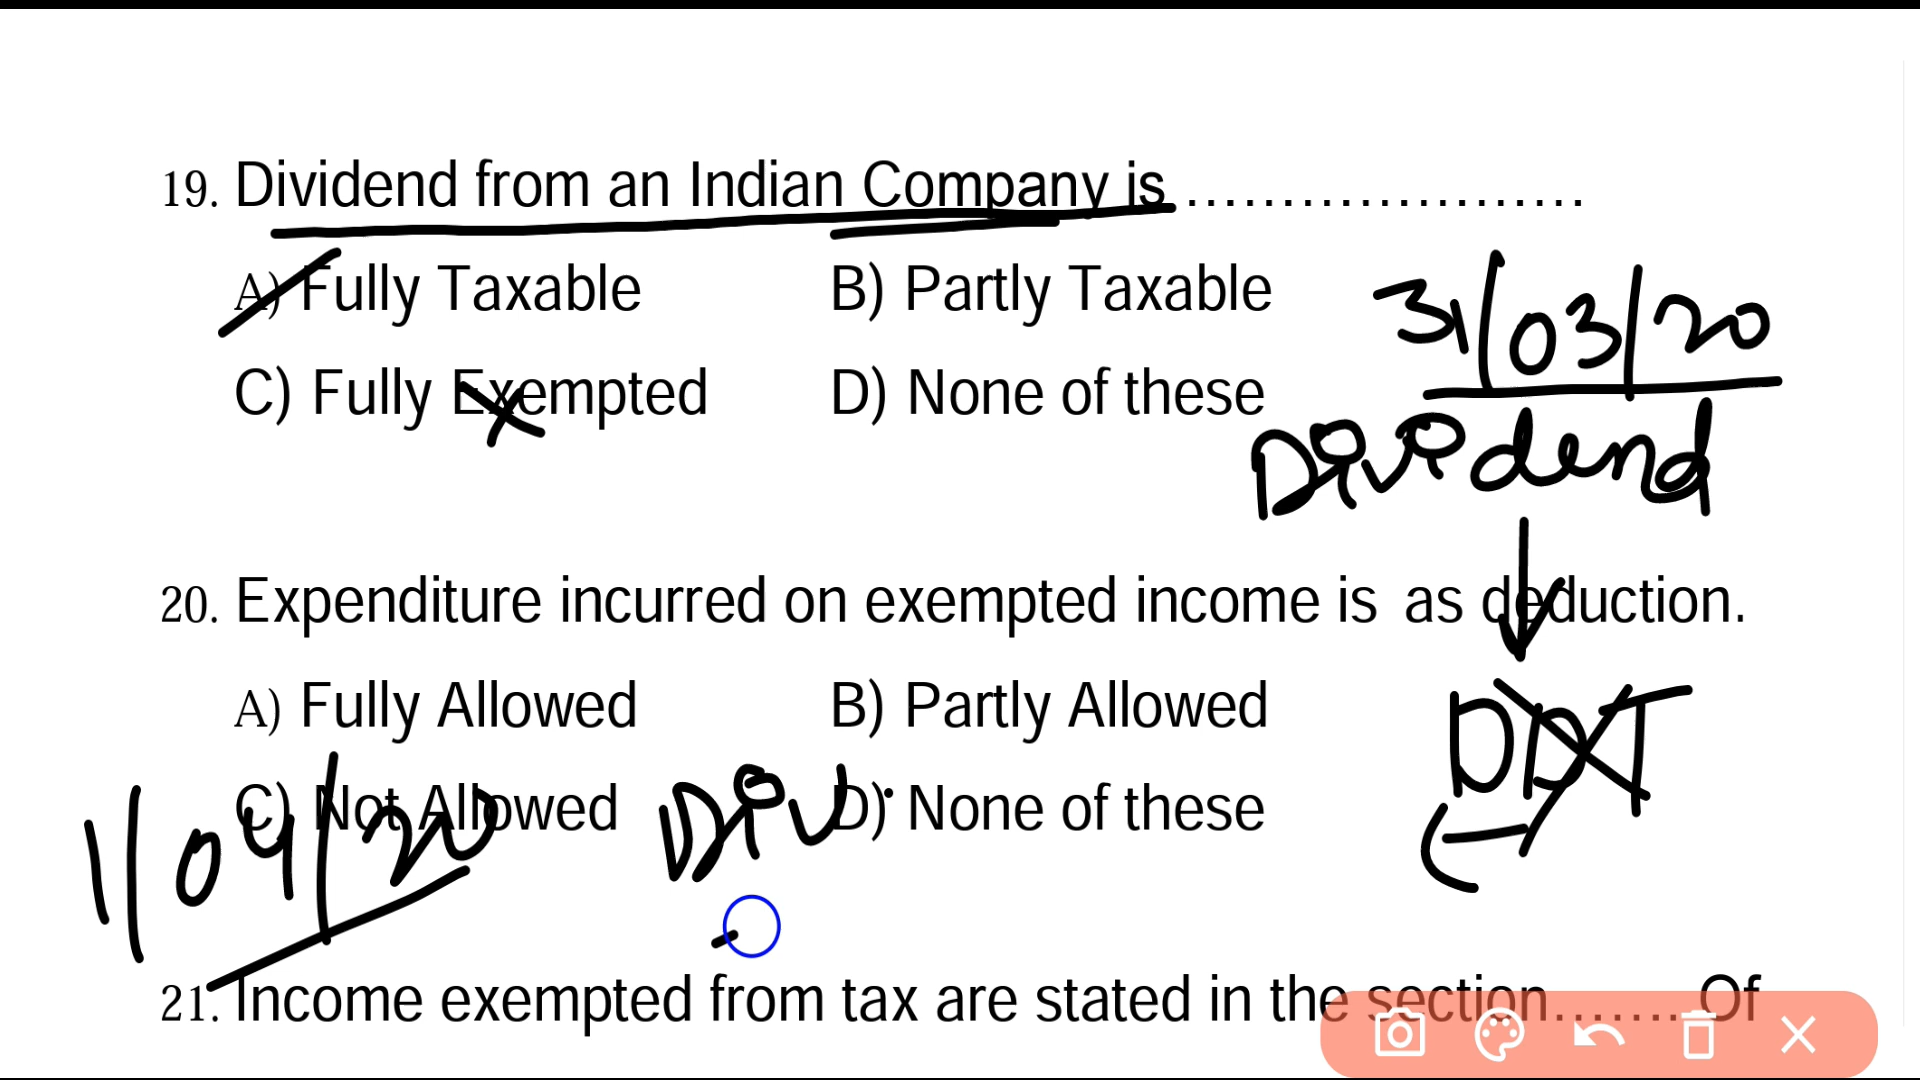 19. Dividend from an Indian Company is.....................
A) Fully Taxable B) Partly Taxable
31/03/20
C) Fully Exempted D) None of these
Dividend
20. Expenditure incurred on exempted income is as deduction.
A) Fully Allowed B) Partly Allowed
DDT
C) Not Allowed D) None of these
1/04/20 Div.
21. Income exempted from tax are stated in the section....... Of